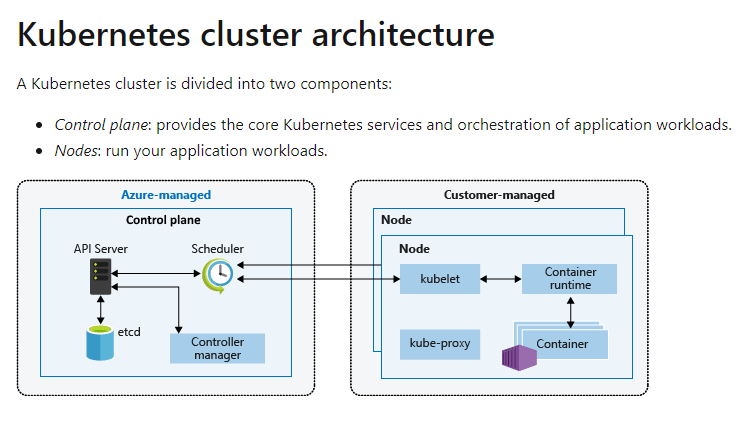 Kubernetes cluster architecture
A Kubernetes cluster is divided into two components:
• Control plane: provides the core Kubernetes services and orchestration of application workloads.
• Nodes: run your application workloads.
Azure-managed
Control plane
API Server
Scheduler
etcd
Controller
manager
Customer-managed
Node
Node
kubelet
Container
runtime
kube-proxy
Container